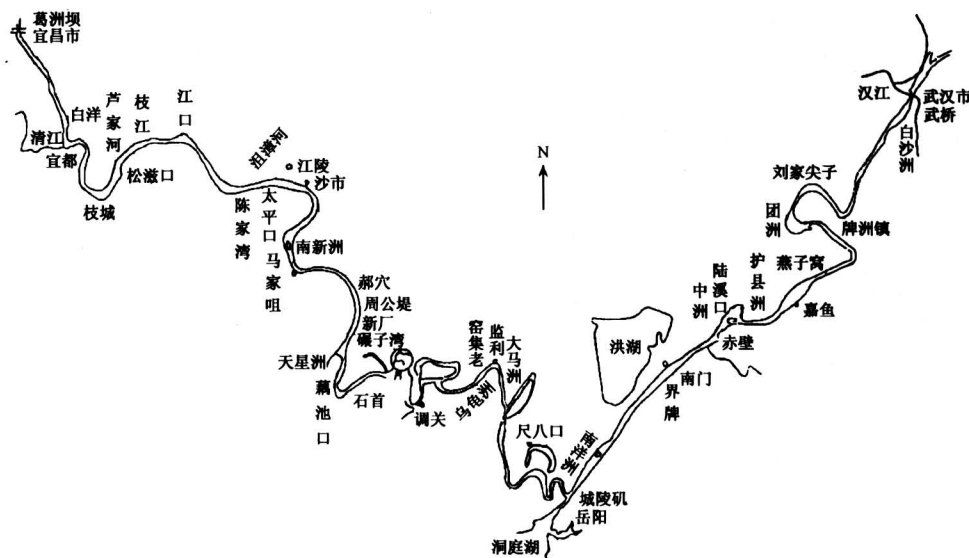 葛洲坝
宜昌市
白洋
芦家河
枝江
江口
清江
宜都
松滋口
枝城
沮漳河
江陵
沙市
太平口
陈家湾
南新洲
马家咀
郝穴
周公堤
新厂
碾子湾
天星洲
藕池口
石首
调关
窑集老
监利
大马洲
乌龟洲
尺八口
南洋洲
城陵矶
岳阳
洞庭湖
洪湖
界牌
南门
赤壁
中洲
陆溪口
护县洲
嘉鱼
燕子窝
牌洲镇
团洲
刘家尖子
白沙洲
汉江
武汉市
武桥
N